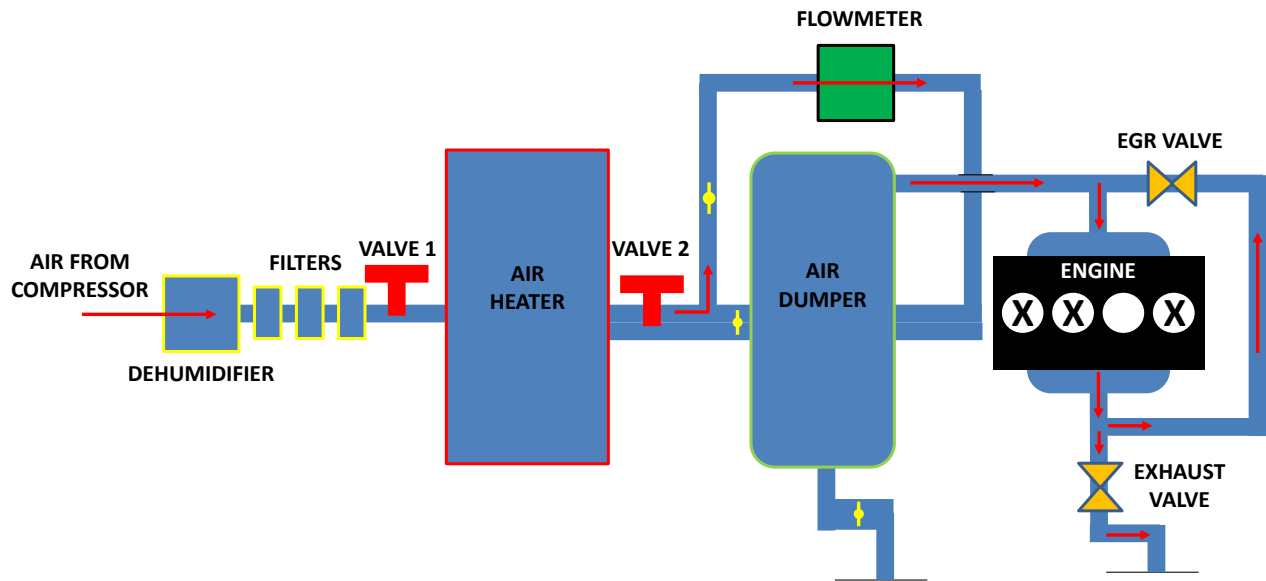 FLOWMETER
EGR VALVE
VALVE 1
VALVE 2
AIR FROM
COMPRESSOR
FILTERS
AIR
HEATER
AIR
DUMPER
ENGINE
X X X
DEHUMIDIFIER
EXHAUST
VALVE